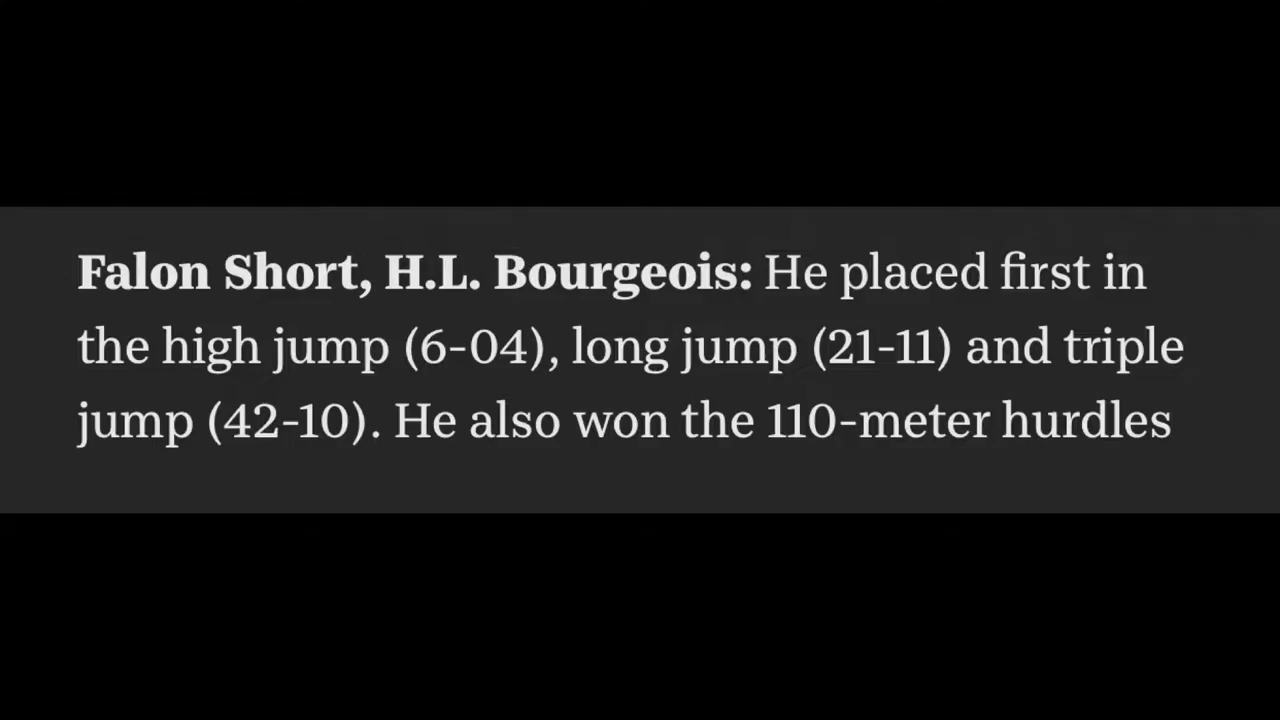 Falon Short, H.L. Bourgeois: He placed first in
the high jump (6-04), long jump (21-11) and triple
jump (42-10). He also won the 110-meter hurdles